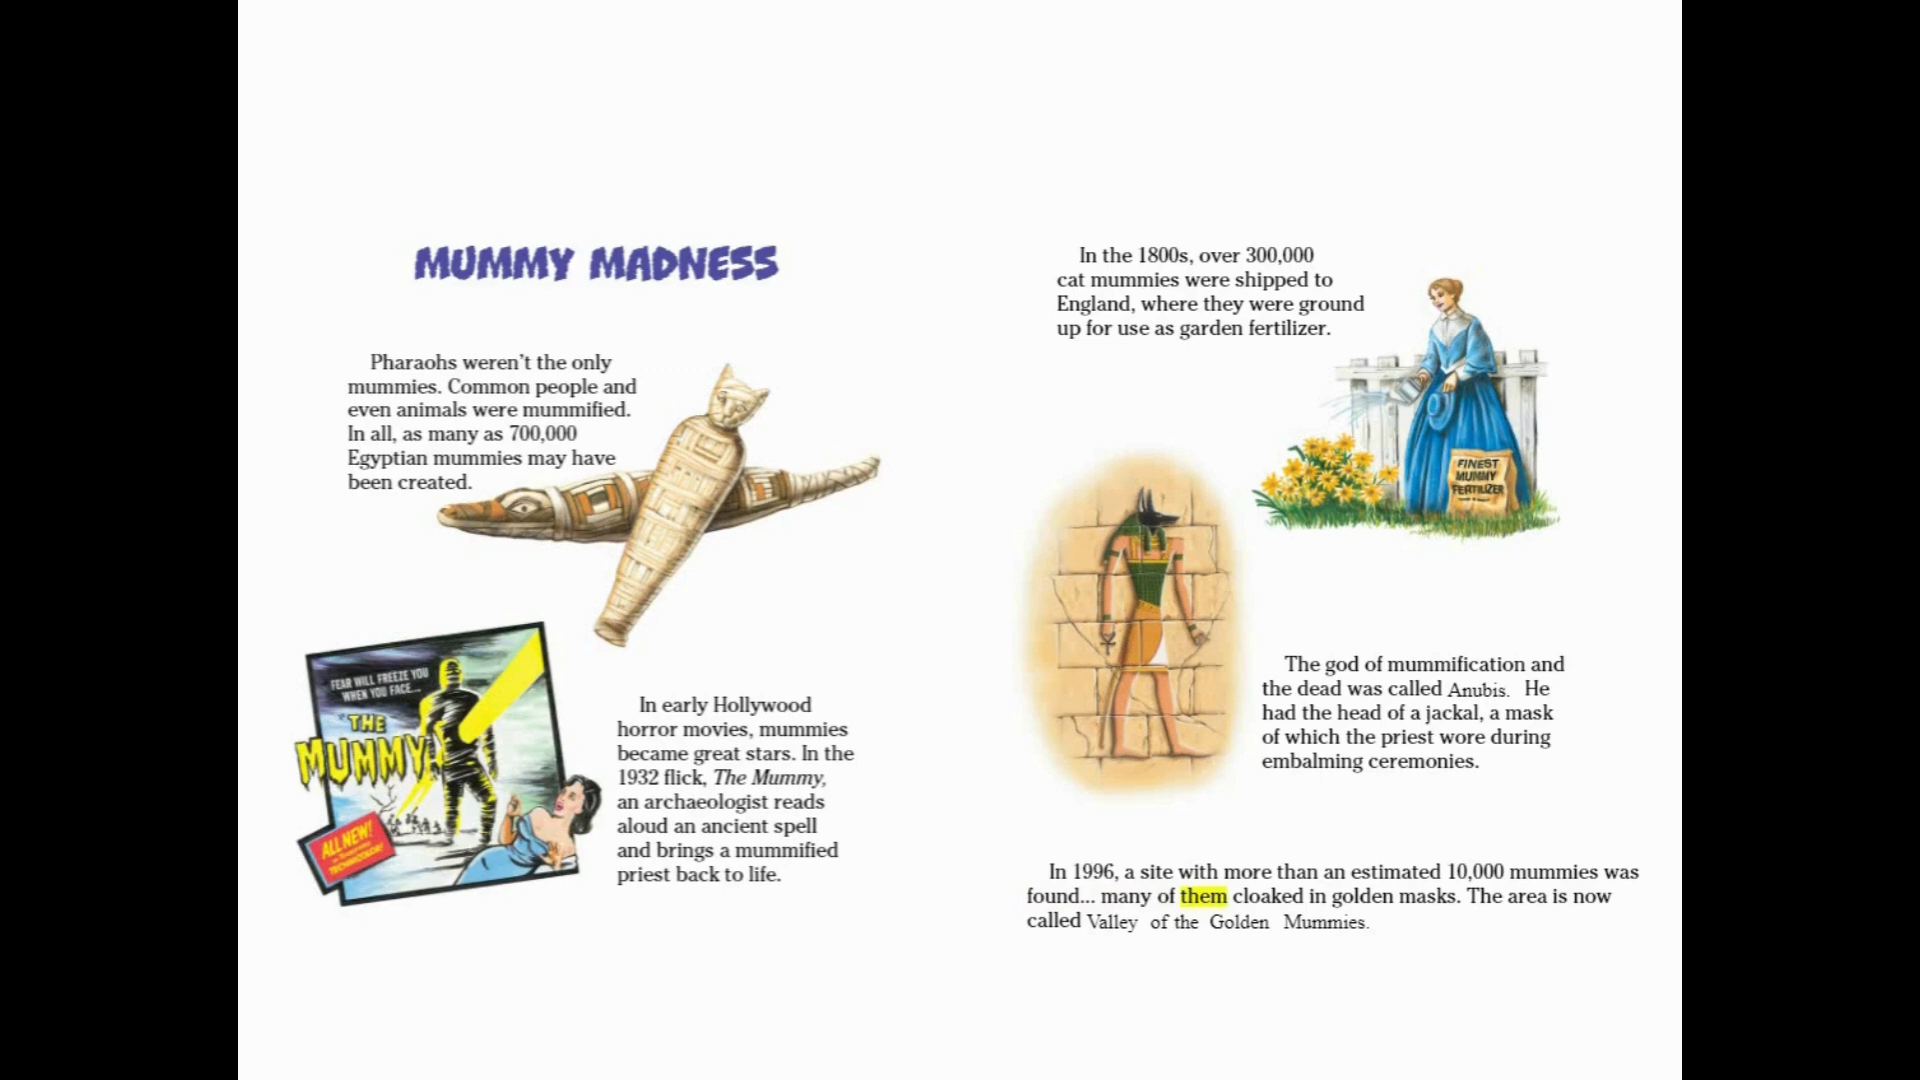 MUMMY MADNESS
Pharaohs weren't the only
mummies. Common people and
even animals were mummified.
In all, as many as 700,000
Egyptian mummies may have
been created.
FEAR WILL FREEZE YOU
WHEN YOU FACE...
THE
MUMMY
ALL NEW!
TECHNICOLOR!
In early Hollywood
horror movies, mummies
became great stars. In the
1932 flick, The Mummy,
an archaeologist reads
aloud an ancient spell
and brings a mummified
priest back to life.
In the 1800s, over 300,000
cat mummies were shipped to
England, where they were ground
up for use as garden fertilizer.
FINEST
MUMMY
FERTILIZER
The god of mummification and
the dead was called Anubis. He
had the head of a jackal, a mask
of which the priest wore during
embalming ceremonies.
In 1996, a site with more than an estimated 10,000 mummies was
found... many of them cloaked in golden masks. The area is now
called Valley of the Golden Mummies.